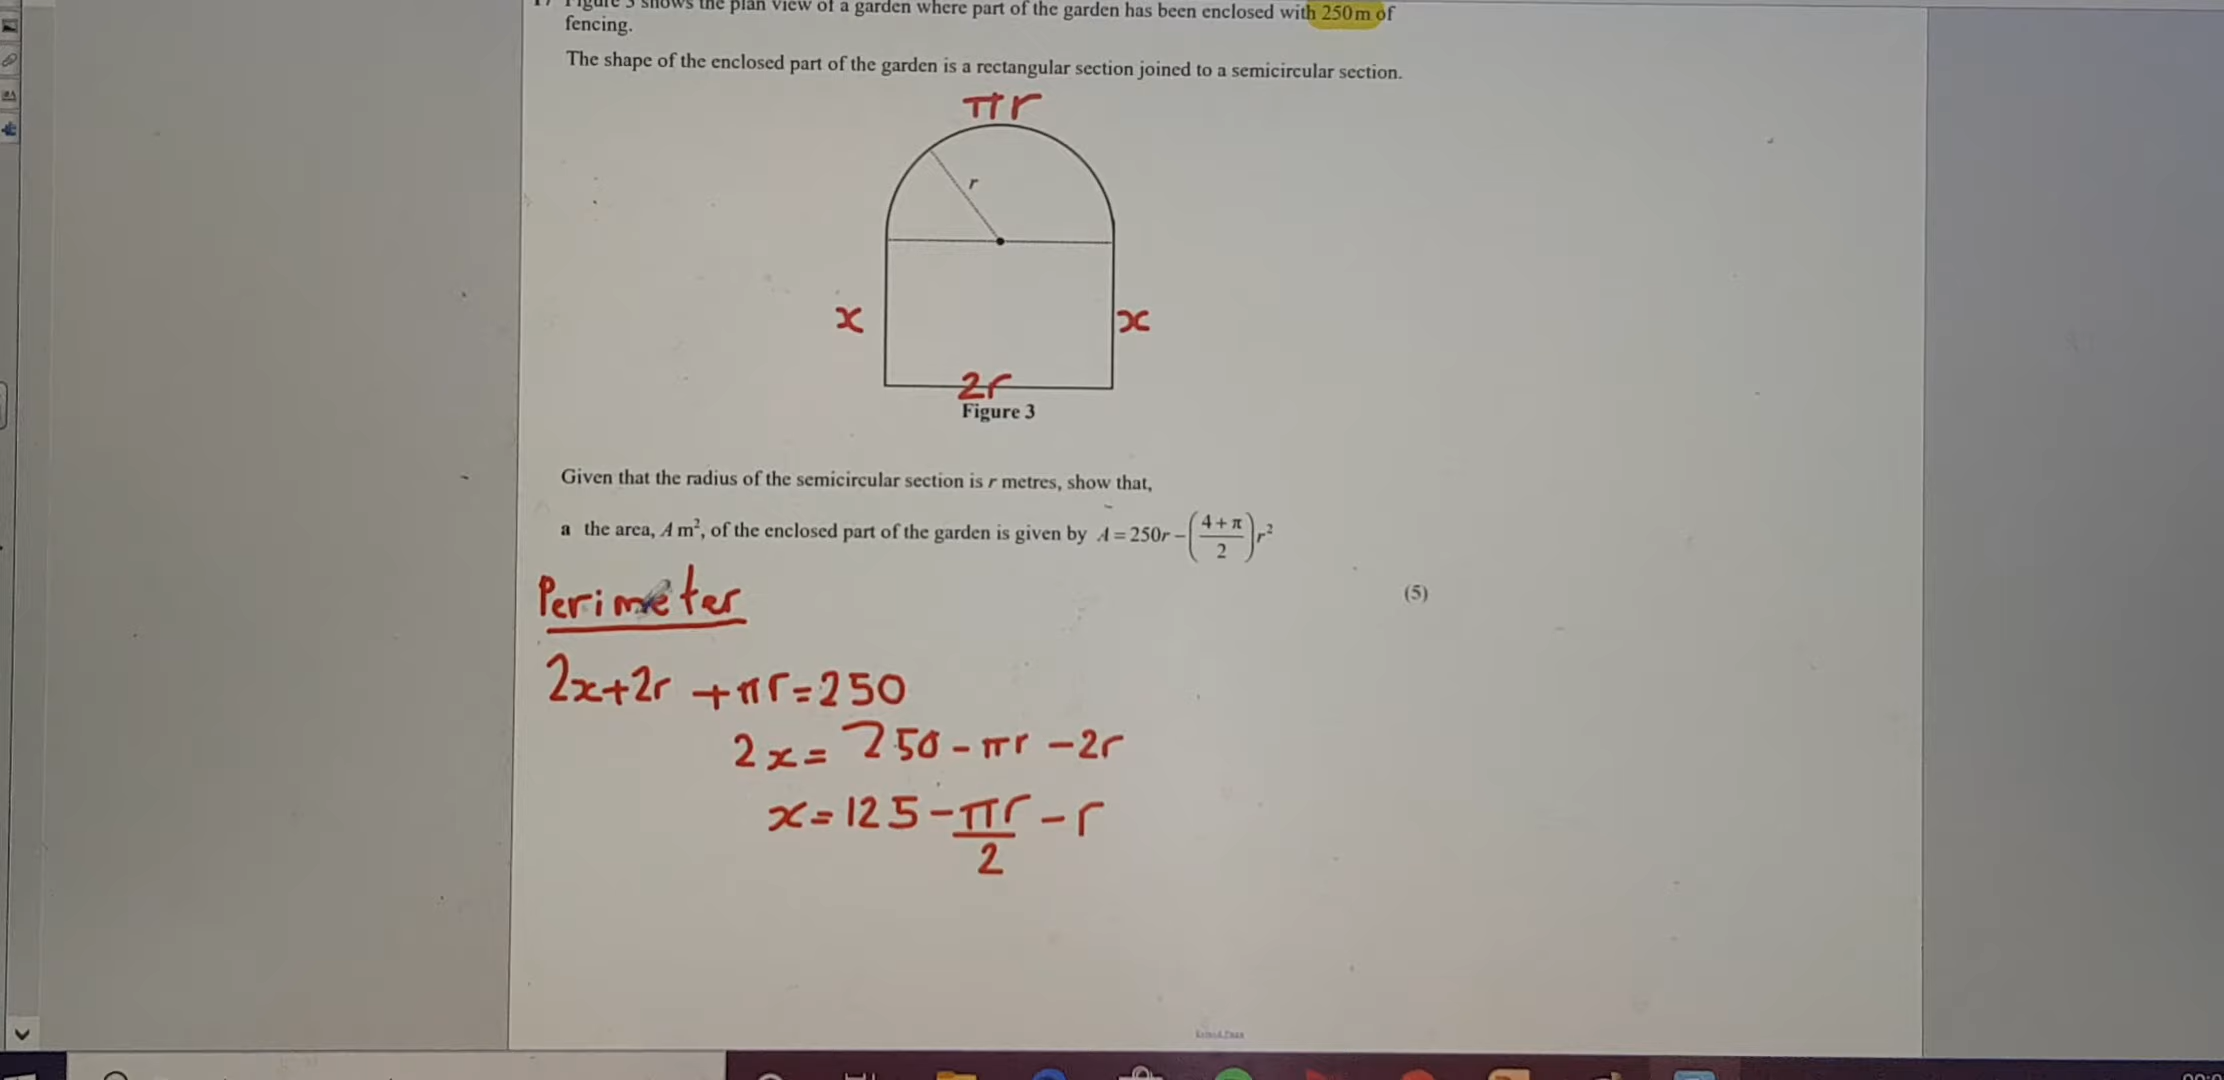 Figure 3 shows the plan view of a garden where part of the garden has been enclosed with 250 m of
fencing.
The shape of the enclosed part of the garden is a rectangular section joined to a semicircular section.
πr
r
x
x
2r
Figure 3
Given that the radius of the semicircular section is r metres, show that,
a the area, A m², of the enclosed part of the garden is given by A = 250r − ((4 + π)/2) r²
(5)
Perimeter
2x+2r +πr=250
2x= 250 - πr - 2r
x= 125 - πr/2 - r